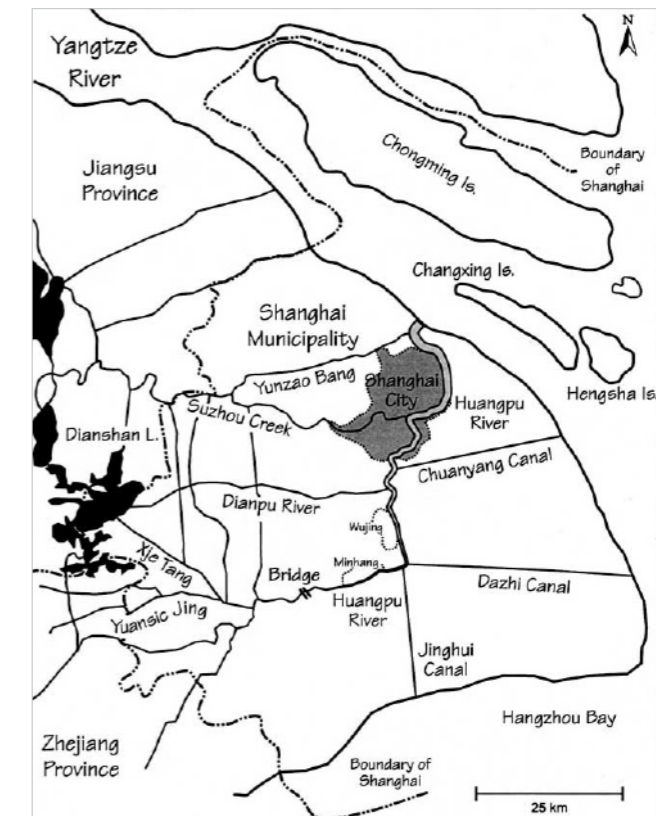 N
Yangtze
River
Boundary
of
Shanghai
Jiangsu
Province
Chongming Is.
Changxing Is.
Shanghai
Municipality
Yunzao Bang
Shanghai
City
Hengsha Is.
Suzhou Creek
Huangpu
River
Dianshan L.
Chuanyang Canal
Dianpu River
Wujing
Xie Tang
Minhang
Bridge
Dazhi Canal
Huangpu
River
Yuansic Jing
Jinghui
Canal
Hangzhou Bay
Zhejiang
Province
Boundary of
Shanghai
25 km